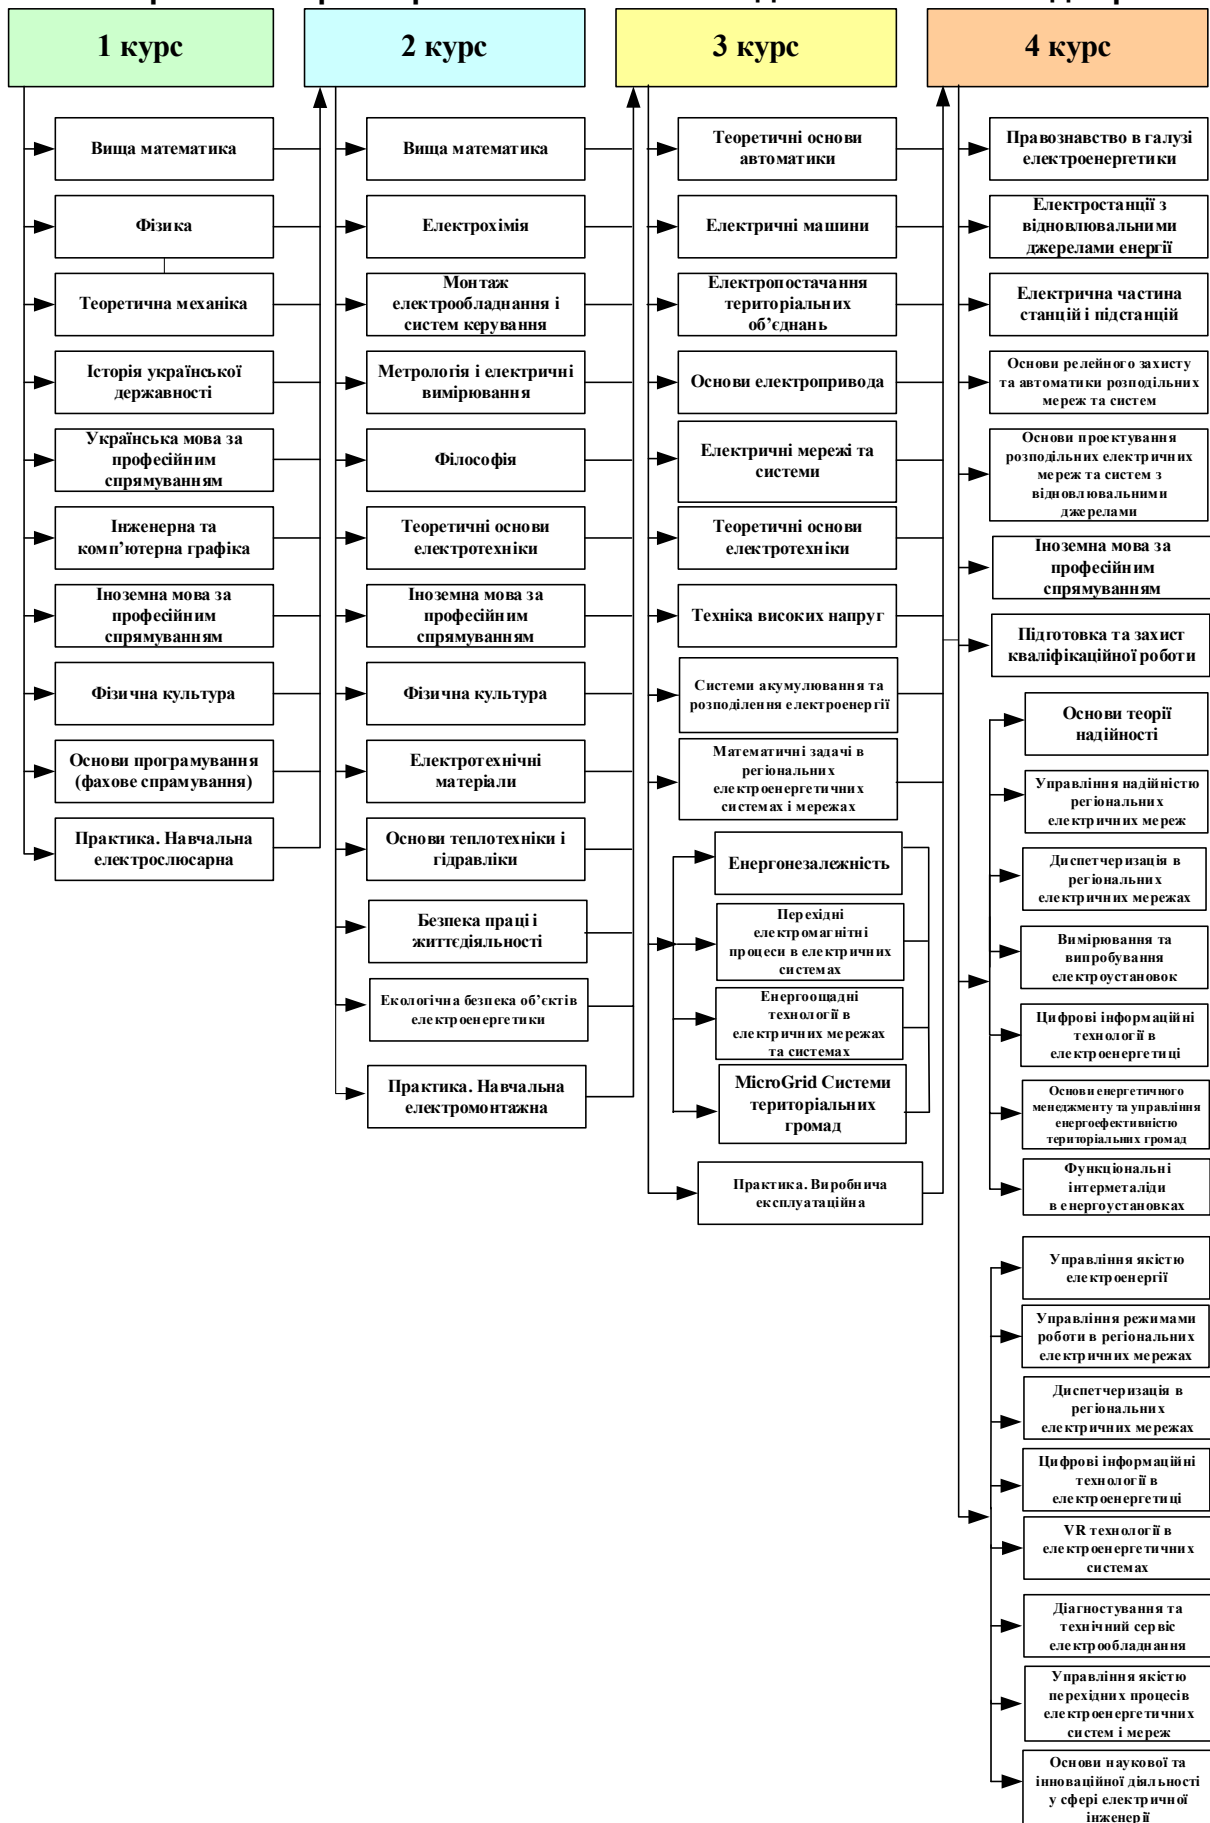 1 курс
Вища математика
Фізика
Теоретична механіка
Історія української
державності
Українська мова за
професійним
спрямуванням
Інженерна та
комп’ютерна графіка
Іноземна мова за
професійним
спрямуванням
Фізична культура
Основи програмування
(фахове спрамування)
Практика. Навчальна
електрослюсарна
2 курс
Вища математика
Електрохімія
Монтаж
електрообладнання і
систем керування
Метрологія і електричні
вимірювання
Філософія
Теоретичні основи
електротехніки
Іноземна мова за
професійним
спрямуванням
Фізична культура
Електротехнічні
матеріали
Основи теплотехніки і
гідравліки
Безпека праці і
життєдіяльності
Екологічна безпека об’єктів
електроенергетики
Практика. Навчальна
електромонтажна
3 курс
Теоретичні основи
автоматики
Електричні машини
Електропостачання
територіальних
об’єднань
Основи електропривода
Електричні мережі та
системи
Теоретичні основи
електротехніки
Техніка високих напруг
Системи акумулювання та
розподілення електроенергії
Математичні задачі в
регіональних
електроенергетичних
системах і мережах
Енергонезалежність
Перехідні
електромагнітні
процеси в електричних
системах
Енергоощадні
технології в
електричних мережах
та системах
MicroGrid Системи
територіальних
громад
Практика. Виробнича
експлуатаційна
4 курс
Правознавство в галузі
електроенергетики
Електростанції з
відновлювальними
джерелами енергії
Електрична частина
станцій і підстанцій
Основи релейного захисту
та автоматики розподільних
мереж та систем
Основи проектування
розподільних електричних
мереж та систем з
відновлювальними
джерелами
Іноземна мова за
професійним
спрямуванням
Підготовка та захист
кваліфікаційної роботи
Основи теорії
надійності
Управління надійністю
регіональних
електричних мереж
Диспетчеризація в
регіональних
електричних мережах
Вимірювання та
випробування
електроустановок
Цифрові інформаційні
технології в
електроенергетиці
Основи енергетичного
менеджменту та управління
енергоефективністю
територіальних громад
Функціональні
інтерметаліди
в енергоустановках
Управління якістю
електроенергії
Управління режимами
роботи в регіональних
електричних мережах
Диспетчеризація в
регіональних
електричних мережах
Цифрові інформаційні
технології в
електроенергетиці
VR технології в
електроенергетичних
системах
Діагностування та
технічний сервіс
електрообладнання
Управління якістю
перехідних процесів
електроенергетичних
систем і мереж
Основи наукової та
інноваційної діяльності
у сфері електричної
інженерії